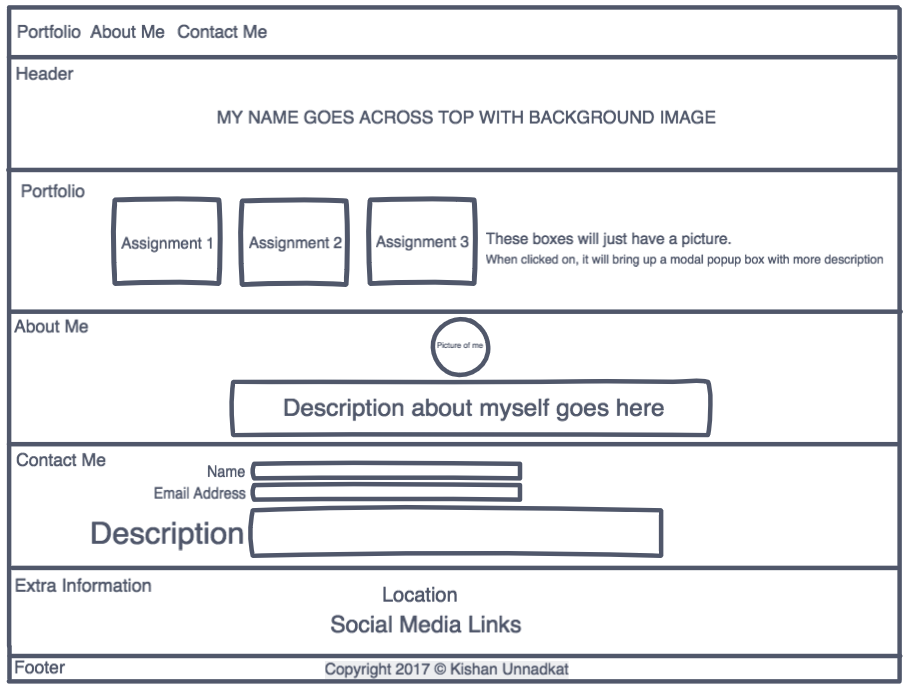 Portfolio About Me Contact Me
Header
MY NAME GOES ACROSS TOP WITH BACKGROUND IMAGE
Portfolio
Assignment 1 Assignment 2 Assignment 3
These boxes will just have a picture.
When clicked on, it will bring up a modal popup box with more description
About Me
Picture of me
Description about myself goes here
Contact Me
Name
Email Address
Description
Extra Information
Location
Social Media Links
Footer
Copyright 2017 © Kishan Unnadkat